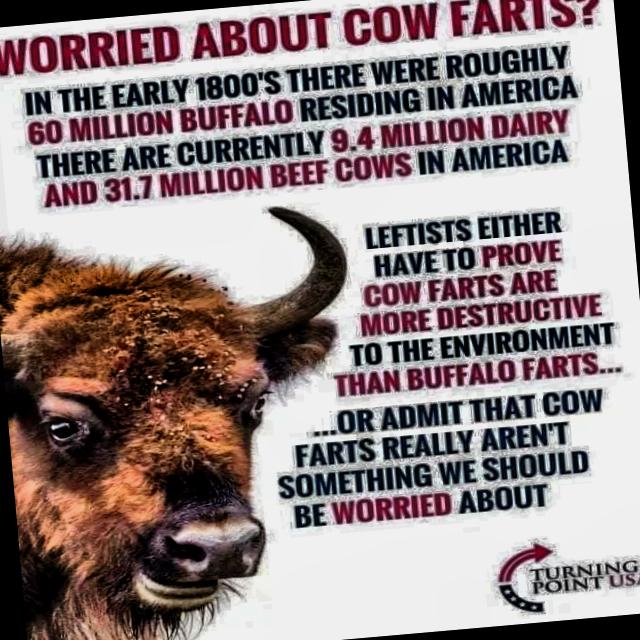 WORRIED ABOUT COW FARTS?
IN THE EARLY 1800'S THERE WERE ROUGHLY
60 MILLION BUFFALO RESIDING IN AMERICA
THERE ARE CURRENTLY 9.4 MILLION DAIRY
AND 31.7 MILLION BEEF COWS IN AMERICA
LEFTISTS EITHER
HAVE TO PROVE
COW FARTS ARE
MORE DESTRUCTIVE
TO THE ENVIRONMENT
THAN BUFFALO FARTS...
...OR ADMIT THAT COW
FARTS REALLY AREN'T
SOMETHING WE SHOULD
BE WORRIED ABOUT
TURNING
POINT USA